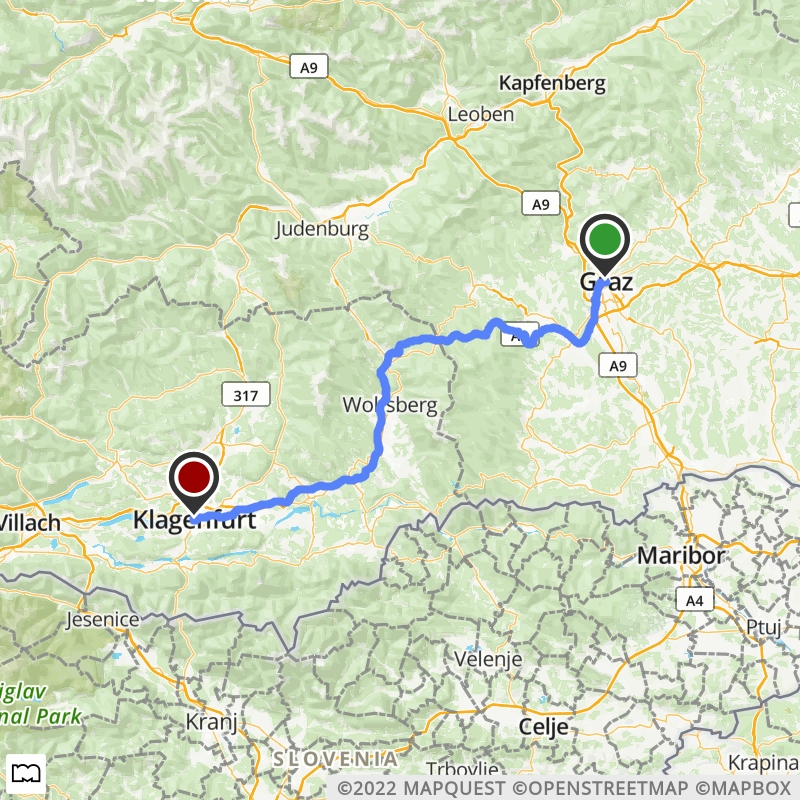 A9
Kapfenberg
Leoben
A9
Judenburg
Graz
A9
317
Wolfsberg
Klagenfurt
Villach
Maribor
A4
Jesenice
Ptuj
Velenje
nal Park
Kranj
Celje
SLOVENIA
Trbovlje
Krapina
©2022 MAPQUEST ©OPENSTREETMAP ©MAPBOX